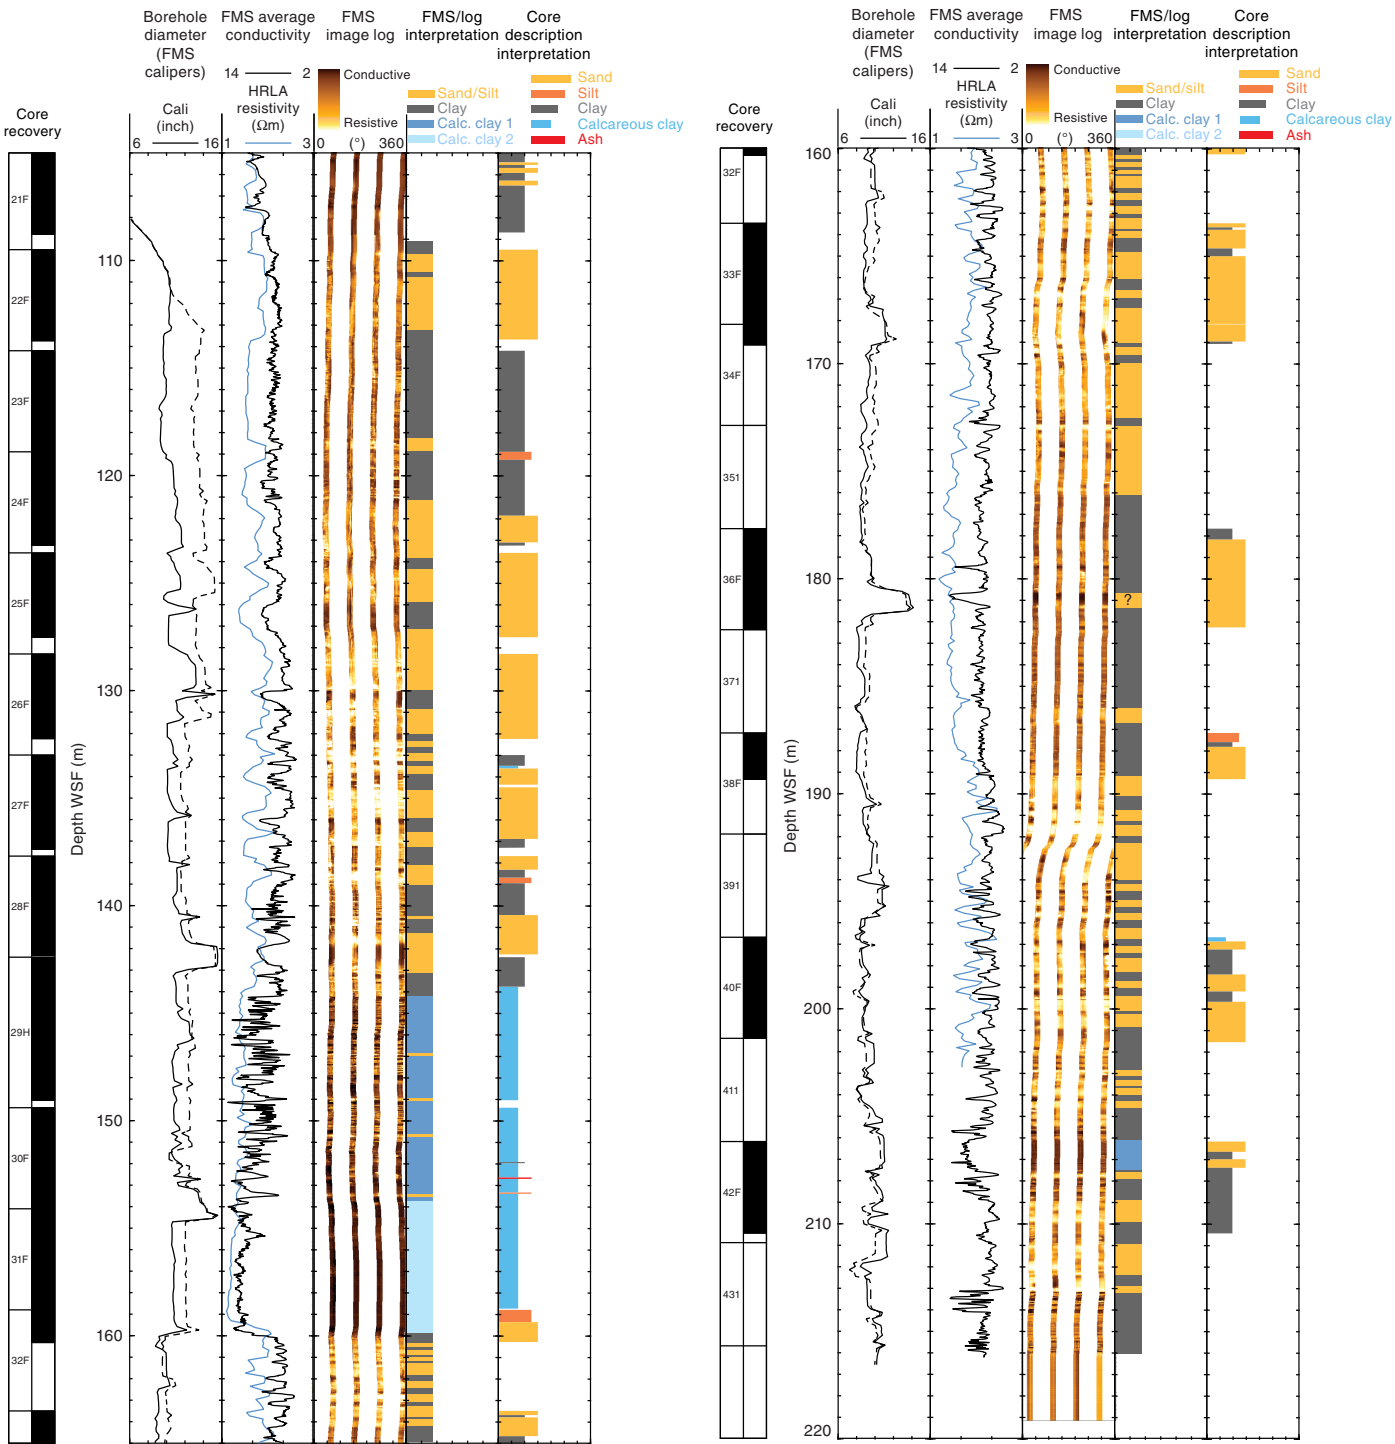 Borehole
diameter
(FMS
calipers)
Cali
(inch)
6 16
FMS average
conductivity
14 2
HRLA
resistivity
(Ωm)
1 3
FMS
image log
Conductive
Resistive
0 (°) 360
FMS/log
interpretation
Sand/Silt
Clay
Calc. clay 1
Calc. clay 2
Core
description
interpretation
Sand
Silt
Clay
Calcareous clay
Ash
Core
recovery
21F
22F
23F
24F
25F
26F
27F
28F
29H
30F
31F
32F
Depth WSF (m)
110
120
130
140
150
160
Borehole
diameter
(FMS
calipers)
Cali
(inch)
6 16
FMS average
conductivity
14 2
HRLA
resistivity
(Ωm)
1 3
FMS
image log
Conductive
Resistive
0 (°) 360
FMS/log
interpretation
Sand/silt
Clay
Calc. clay 1
Calc. clay 2
Core
description
interpretation
Sand
Silt
Clay
Calcareous clay
Ash
Core
recovery
32F
33F
34F
351
36F
371
38F
391
40F
411
42F
431
Depth WSF (m)
160
170
180
190
200
210
220
?